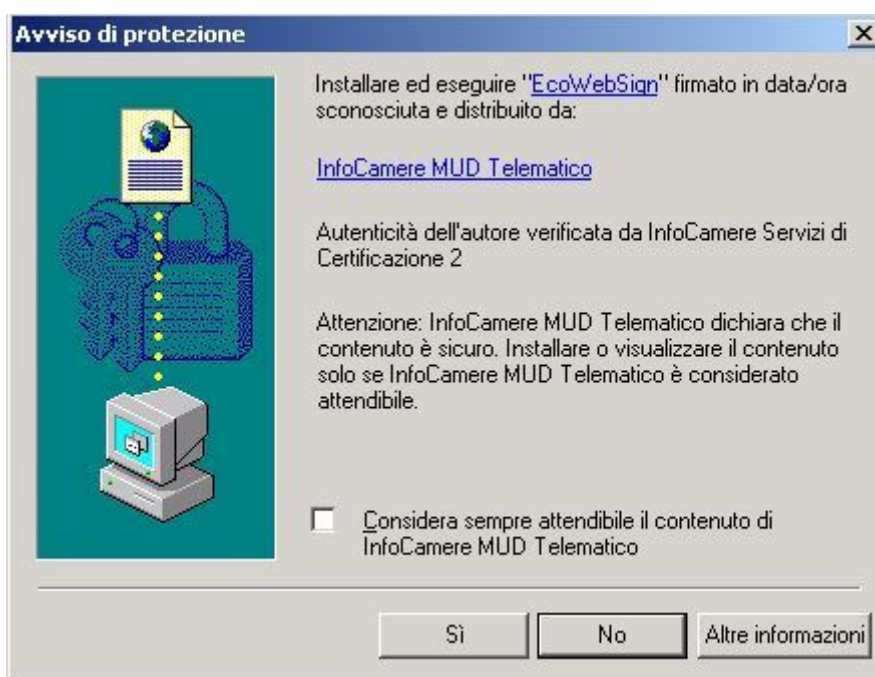 Avviso di protezione
Installare ed eseguire "EcoWebSign" firmato in data/ora
sconosciuta e distribuito da:
InfoCamere MUD Telematico
Autenticità dell'autore verificata da InfoCamere Servizi di
Certificazione 2
Attenzione: InfoCamere MUD Telematico dichiara che il
contenuto è sicuro. Installare o visualizzare il contenuto
solo se InfoCamere MUD Telematico è considerato
attendibile.
Considera sempre attendibile il contenuto di
InfoCamere MUD Telematico
Sì No Altre informazioni